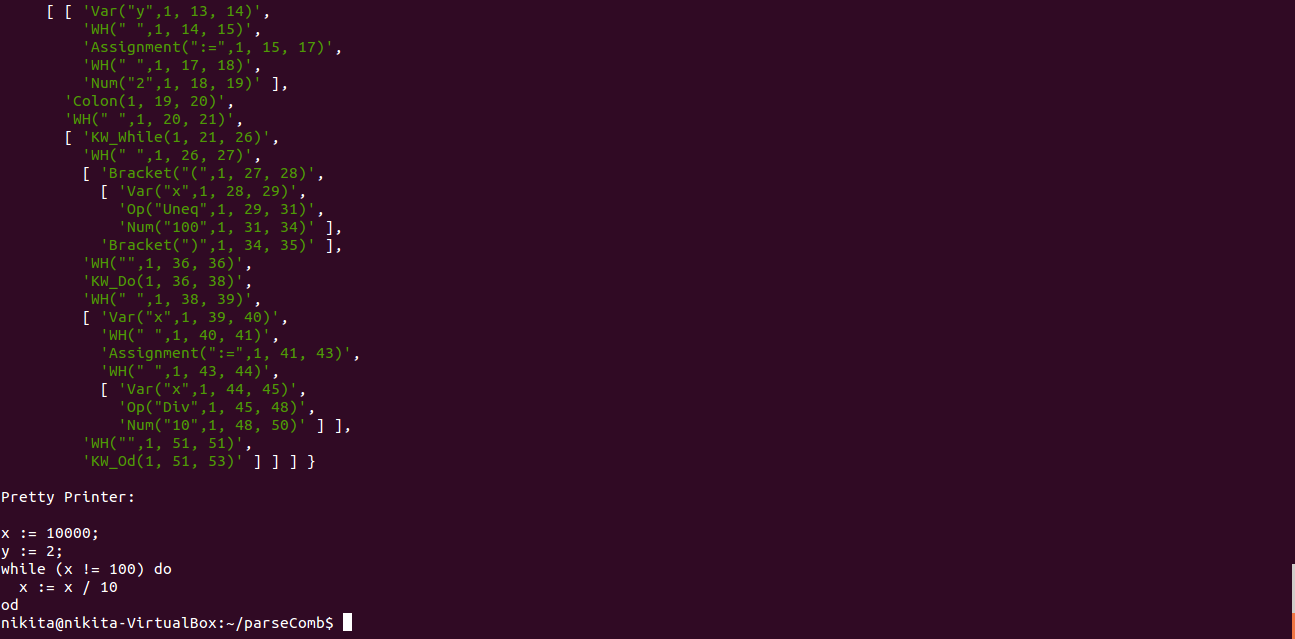 [ [ 'Var("y",1, 13, 14)',
'WH(" ",1, 14, 15)',
'Assignment(":=",1, 15, 17)',
'WH(" ",1, 17, 18)',
'Num("2",1, 18, 19)' ],
'Colon(1, 19, 20)',
'WH(" ",1, 20, 21)',
[ 'KW_While(1, 21, 26)',
'WH(" ",1, 26, 27)',
[ 'Bracket("(",1, 27, 28)',
[ 'Var("x",1, 28, 29)',
'Op("Uneq",1, 29, 31)',
'Num("100",1, 31, 34)' ],
'Bracket(")",1, 34, 35)' ],
'WH("",1, 36, 36)',
'KW_Do(1, 36, 38)',
'WH(" ",1, 38, 39)',
[ 'Var("x",1, 39, 40)',
'WH(" ",1, 40, 41)',
'Assignment(":=",1, 41, 43)',
'WH(" ",1, 43, 44)',
[ 'Var("x",1, 44, 45)',
'Op("Div",1, 45, 48)',
'Num("10",1, 48, 50)' ] ],
'WH("",1, 51, 51)',
'KW_Od(1, 51, 53)' ] ] ] }
Pretty Printer:
x := 10000;
y := 2;
while (x != 100) do
x := x / 10
od
nikita@nikita-VirtualBox:~/parseComb$